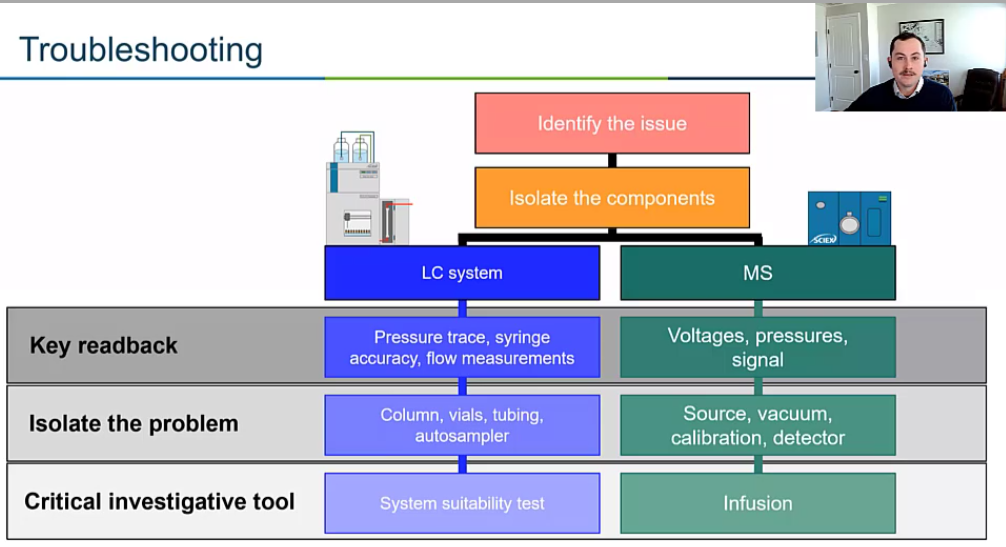 Troubleshooting
Identify the issue
Isolate the components
SCIEX
LC system
MS
Key readback
Pressure trace, syringe
accuracy, flow measurements
Voltages, pressures,
signal
Isolate the problem
Column, vials, tubing,
autosampler
Source, vacuum,
calibration, detector
Critical investigative tool
System suitability test
Infusion